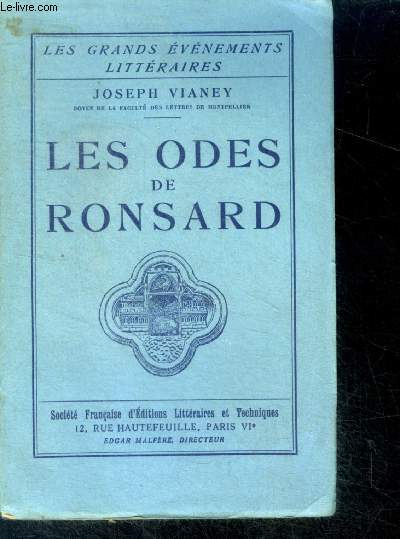 www.le-livre.com
LES GRANDS ÉVÉNEMENTS
LITTÉRAIRES
JOSEPH VIANEY
DOYEN DE LA FACULTÉ DES LETTRES DE MONTPELLIER
LES ODES
DE
RONSARD
Société Française d'Éditions Littéraires et Techniques
12, RUE HAUTEFEUILLE, PARIS VIe
EDGAR MALFÈRE, DIRECTEUR